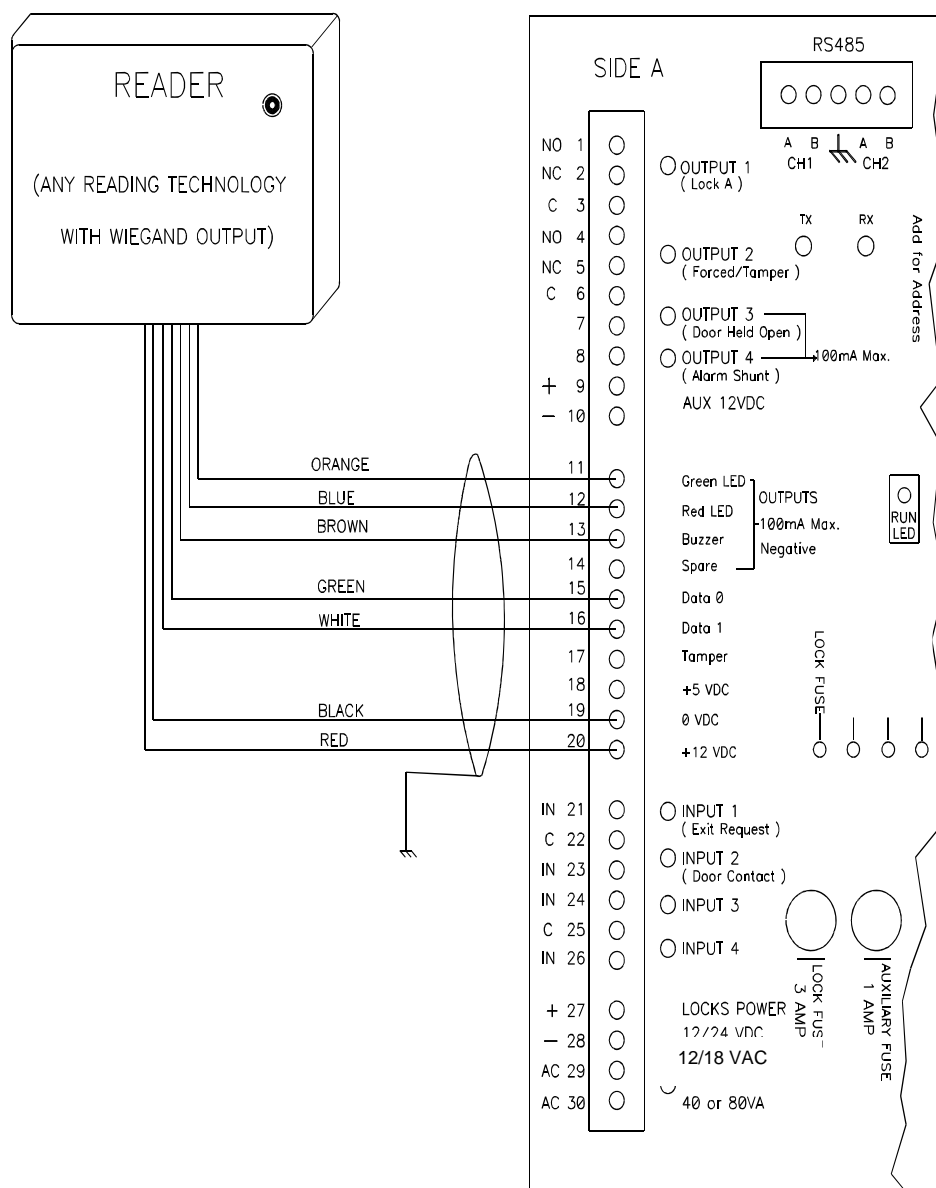 READER
(ANY READING TECHNOLOGY
WITH WIEGAND OUTPUT)
SIDE A
RS485
A B A B
CH1 CH2
TX RX
Add for Address
NO 1
NC 2
OUTPUT 1
( Lock A )
C 3
NO 4
NC 5
OUTPUT 2
( Forced/Tamper )
C 6
7
OUTPUT 3
( Door Held Open )
8
OUTPUT 4
100mA Max.
( Alarm Shunt )
+ 9
AUX 12VDC
− 10
ORANGE
11
Green LED
BLUE
12
Red LED
BROWN
13
Buzzer
14
Spare
OUTPUTS
100mA Max.
Negative
RUN
LED
GREEN
15
Data 0
WHITE
16
Data 1
17
Tamper
18
+5 VDC
BLACK
19
0 VDC
RED
20
+12 VDC
LOCK FUSE
IN 21
INPUT 1
( Exit Request )
C 22
IN 23
INPUT 2
( Door Contact )
IN 24
INPUT 3
C 25
IN 26
INPUT 4
LOCK FUS
3 AMP
AUXILIARY FUSE
1 AMP
+ 27
LOCKS POWER
− 28
12/24 VDC
AC 29
12/18 VAC
AC 30
40 or 80VA